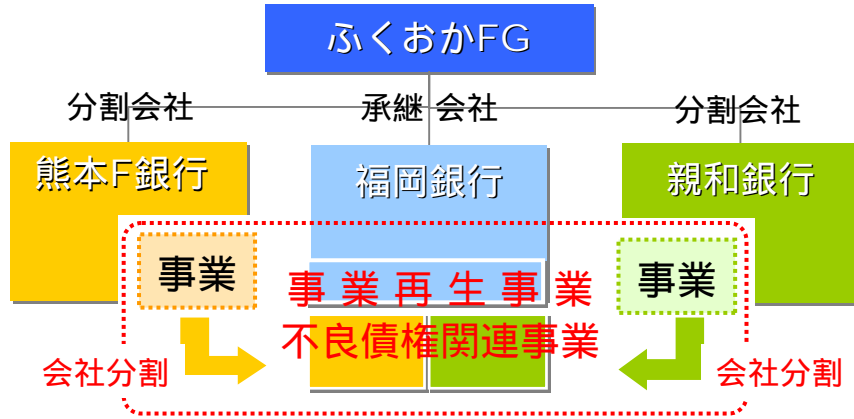 ふくおかFG
分割会社
承継 会社
分割会社
熊本F銀行
福岡銀行
親和銀行
事業
事業再生事業
事業
不良債権関連事業
会社分割
会社分割